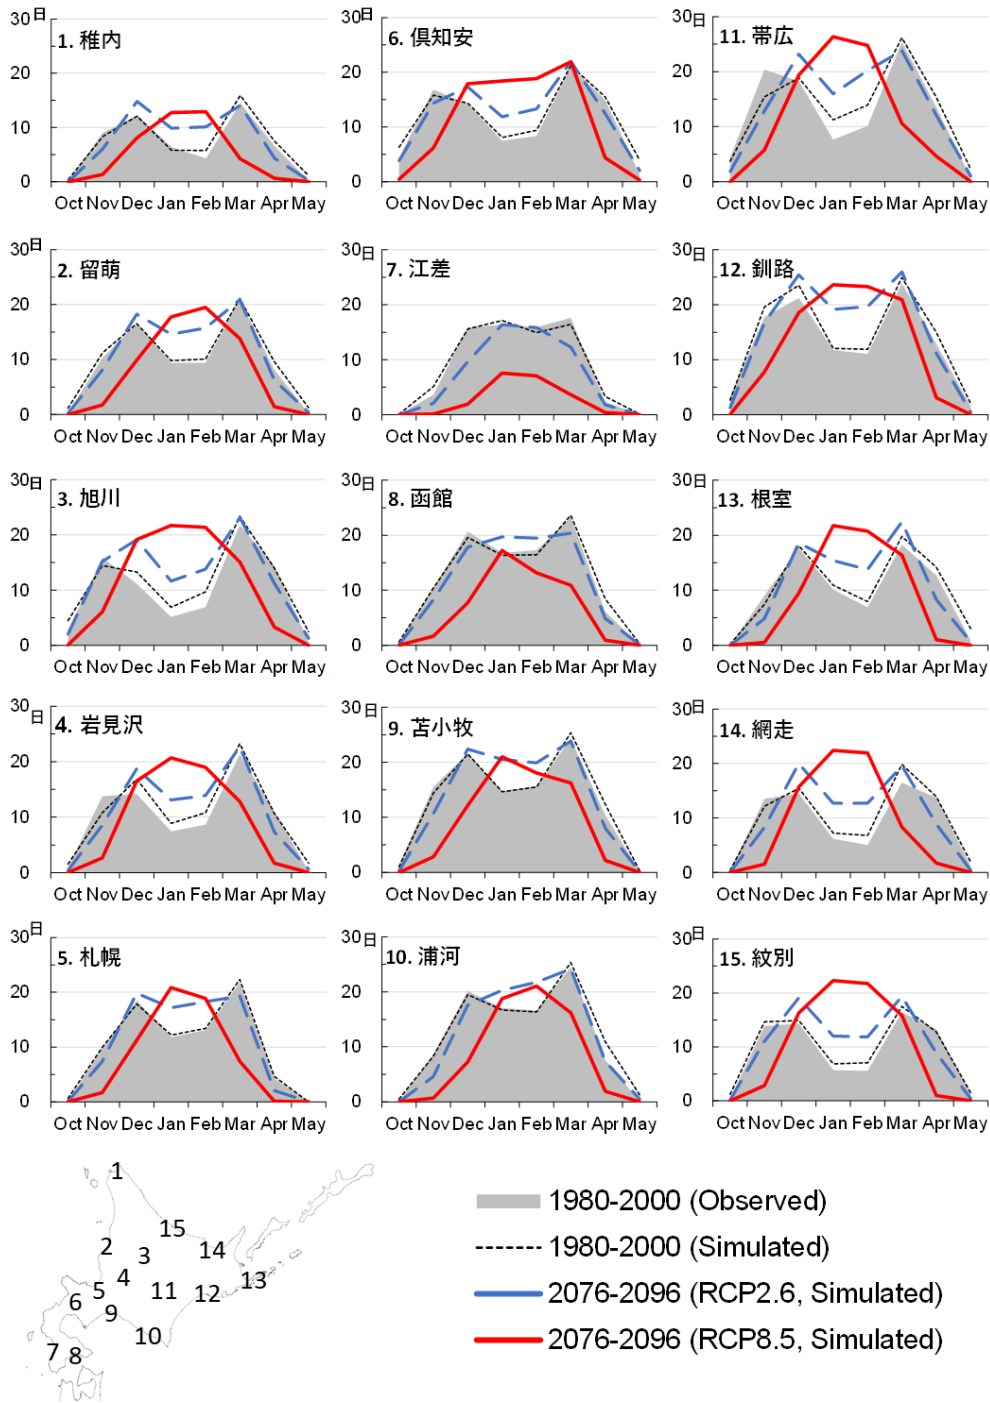 30日
1. 稚内
20
10
0
Oct Nov Dec Jan Feb Mar Apr May
30日
6. 倶知安
20
10
0
Oct Nov Dec Jan Feb Mar Apr May
30日
11. 帯広
20
10
0
Oct Nov Dec Jan Feb Mar Apr May
30日
2. 留萌
20
10
0
Oct Nov Dec Jan Feb Mar Apr May
30日
7. 江差
20
10
0
Oct Nov Dec Jan Feb Mar Apr May
30日
12. 釧路
20
10
0
Oct Nov Dec Jan Feb Mar Apr May
30日
3. 旭川
20
10
0
Oct Nov Dec Jan Feb Mar Apr May
30日
8. 函館
20
10
0
Oct Nov Dec Jan Feb Mar Apr May
30日
13. 根室
20
10
0
Oct Nov Dec Jan Feb Mar Apr May
30日
4. 岩見沢
20
10
0
Oct Nov Dec Jan Feb Mar Apr May
30日
9. 苫小牧
20
10
0
Oct Nov Dec Jan Feb Mar Apr May
30日
14. 網走
20
10
0
Oct Nov Dec Jan Feb Mar Apr May
30日
5. 札幌
20
10
0
Oct Nov Dec Jan Feb Mar Apr May
30日
10. 浦河
20
10
0
Oct Nov Dec Jan Feb Mar Apr May
30日
15. 紋別
20
10
0
Oct Nov Dec Jan Feb Mar Apr May
1
15
2
3
14
4
13
5
11
12
6
9
10
7
8
1980-2000 (Observed)
1980-2000 (Simulated)
2076-2096 (RCP2.6, Simulated)
2076-2096 (RCP8.5, Simulated)